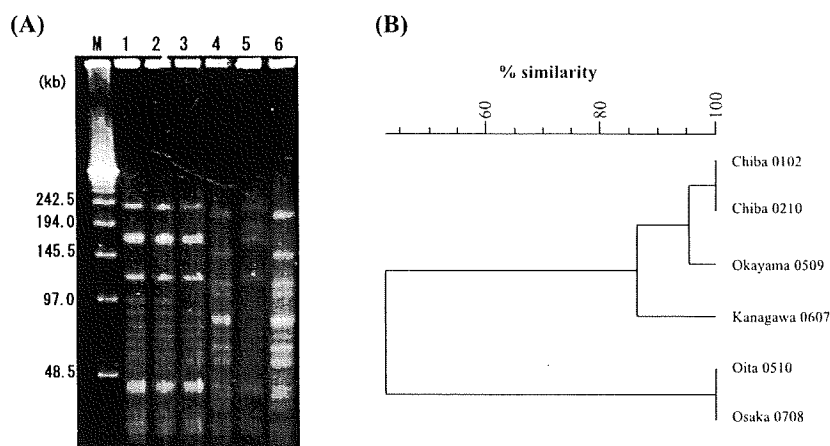 (A)
M 1 2 3 4 5 6
(kb)
242.5
194.0
145.5
97.0
48.5
(B)
% similarity
60 80 100
Chiba 0102
Chiba 0210
Okayama 0509
Kanagawa 0607
Oita 0510
Osaka 0708